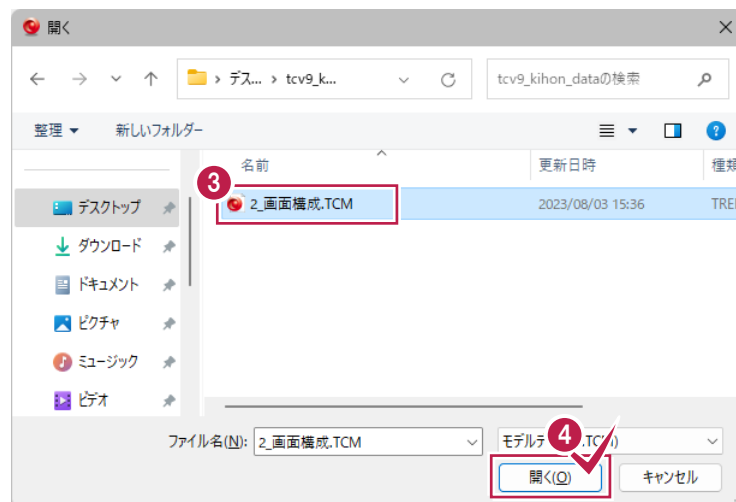 開く
デス... › tcv9_k...
tcv9_kihon_dataの検索
整理
新しいフォルダー
名前
更新日時
種類
3
2_画面構成.TCM
2023/08/03 15:36
TRE
デスクトップ
ダウンロード
ドキュメント
ピクチャ
ミュージック
ビデオ
ファイル名(N):
2_画面構成.TCM
モデルデ
4
開く(O)
キャンセル